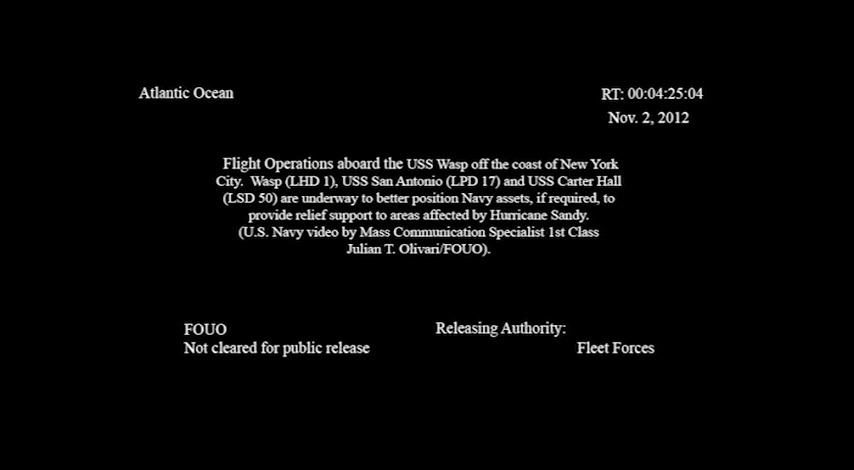 Atlantic Ocean
RT: 00:04:25:04
Nov. 2, 2012
Flight Operations aboard the USS Wasp off the coast of New York
City. Wasp (LHD 1), USS San Antonio (LPD 17) and USS Carter Hall
(LSD 50) are underway to better position Navy assets, if required, to
provide relief support to areas affected by Hurricane Sandy.
(U.S. Navy video by Mass Communication Specialist 1st Class
Julian T. Olivari/FOUO).
FOUO
Not cleared for public release
Releasing Authority:
Fleet Forces